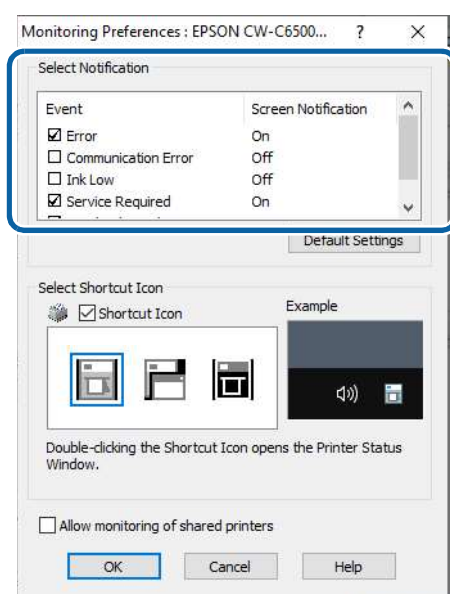 Monitoring Preferences : EPSON CW-C6500... ?
Select Notification
Event Screen Notification
Error On
Communication Error Off
Ink Low Off
Service Required On
Default Settings
Select Shortcut Icon
Shortcut Icon
Example
Double-clicking the Shortcut Icon opens the Printer Status
Window.
Allow monitoring of shared printers
OK Cancel Help